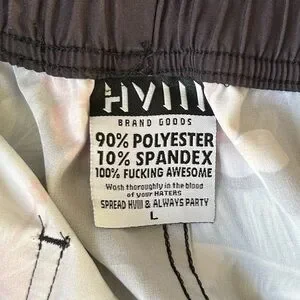 HVIII
BRAND GOODS
90% POLYESTER
10% SPANDEX
100% FUCKING AWESOME
Wash thoroughly in the blood
of your HATERS
SPREAD HVIII & ALWAYS PARTY
L